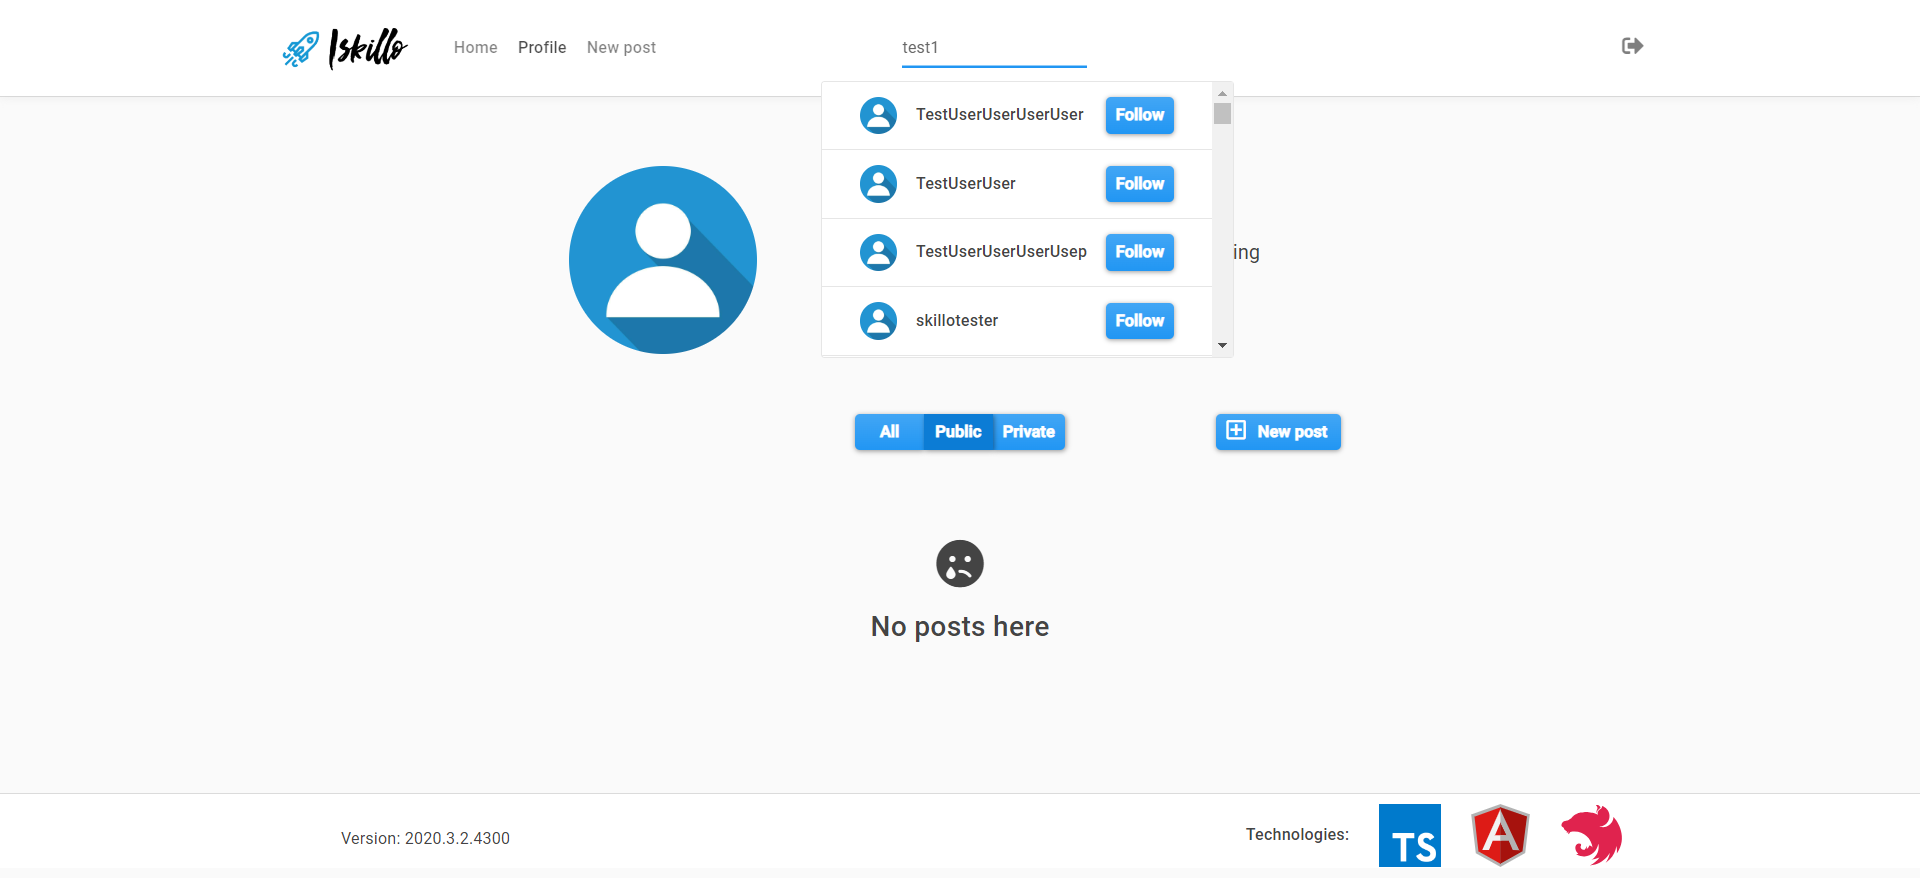 Iskillo
Home Profile New post
test1
TestUserUserUserUser Follow
TestUserUser Follow
TestUserUserUserUsep Follow
skillotester Follow
ing
All Public Private
New post
No posts here
Version: 2020.3.2.4300
Technologies:
TS
A